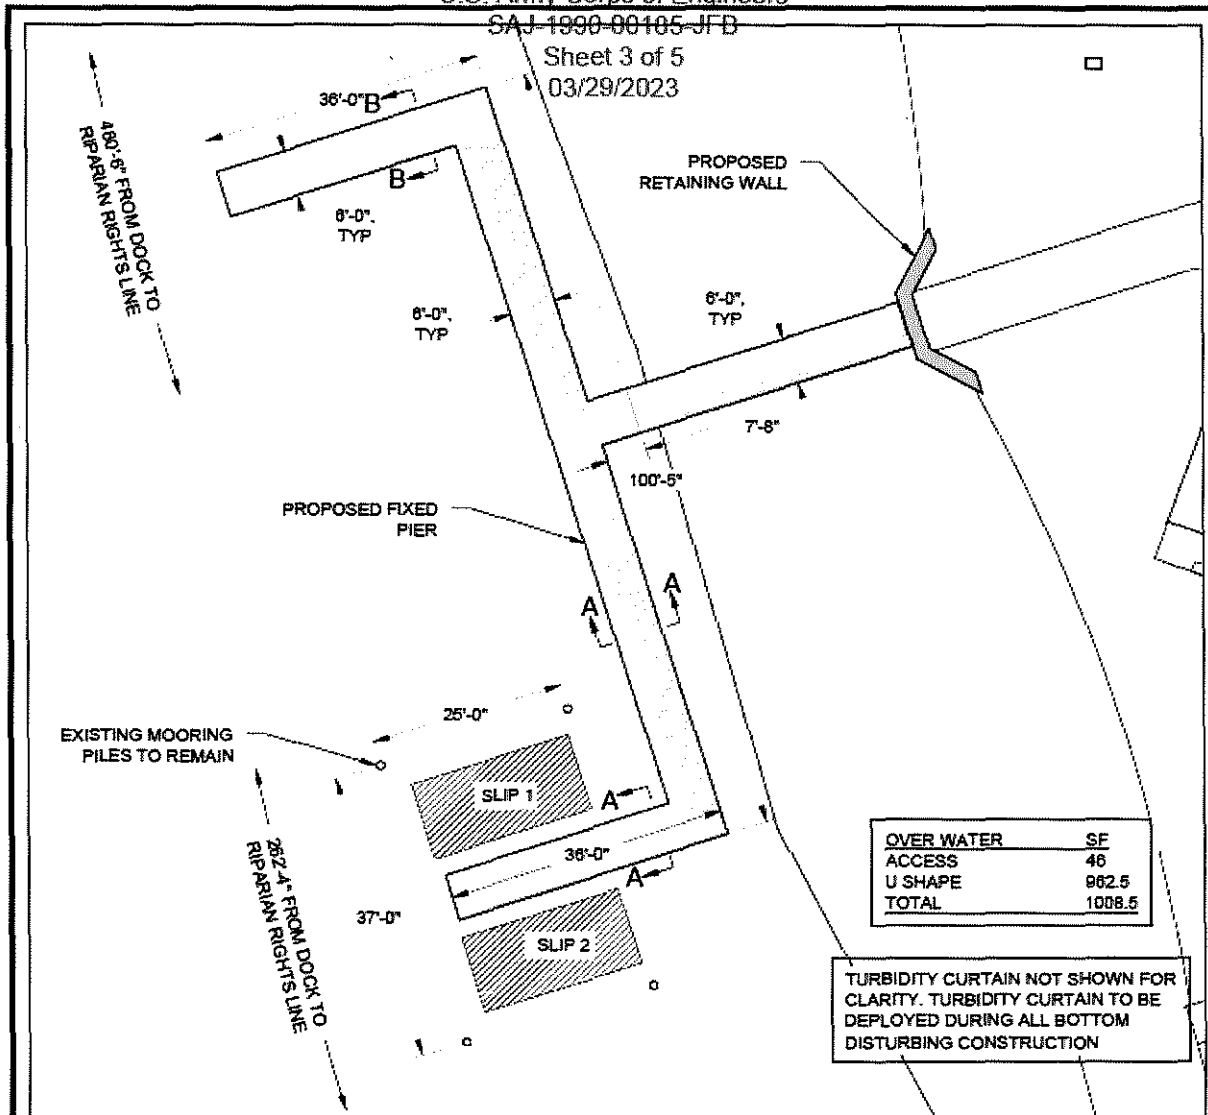 U.S. Army Corps of Engineers
SAJ-1990-00105-JFB
Sheet 3 of 5
03/29/2023
36'-0"
B
B
6'-0",
TYP
6'-0",
TYP
PROPOSED
RETAINING WALL
6'-0",
TYP
7'-8"
100'-5"
PROPOSED FIXED
PIER
A
A
25'-0"
EXISTING MOORING
PILES TO REMAIN
SLIP 1
A
36'-0"
A
37'-0"
SLIP 2
FROM DOCK TO
RIPARIAN RIGHTS LINE
262'-4" FROM DOCK TO
RIPARIAN RIGHTS LINE
OVER WATER SF
ACCESS 46
U SHAPE 962.5
TOTAL 1008.5
TURBIDITY CURTAIN NOT SHOWN FOR
CLARITY. TURBIDITY CURTAIN TO BE
DEPLOYED DURING ALL BOTTOM
DISTURBING CONSTRUCTION